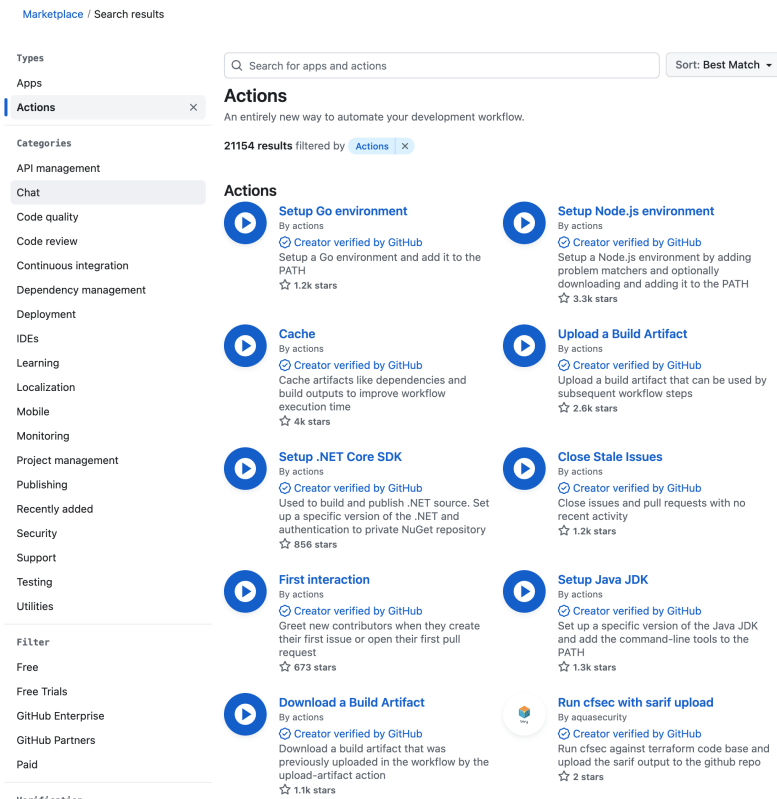 Marketplace / Search results
Types
Apps
Actions
Categories
API management
Chat
Code quality
Code review
Continuous integration
Dependency management
Deployment
IDEs
Learning
Localization
Mobile
Monitoring
Project management
Publishing
Recently added
Security
Support
Testing
Utilities
Filter
Free
Free Trials
GitHub Enterprise
GitHub Partners
Paid
Search for apps and actions
Sort: Best Match
Actions
An entirely new way to automate your development workflow.
21154 results filtered by Actions
Actions
Setup Go environment
By actions
Creator verified by GitHub
Setup a Go environment and add it to the
PATH
1.2k stars
Setup Node.js environment
By actions
Creator verified by GitHub
Setup a Node.js environment by adding
problem matchers and optionally
downloading and adding it to the PATH
3.3k stars
Cache
By actions
Creator verified by GitHub
Cache artifacts like dependencies and
build outputs to improve workflow
execution time
4k stars
Upload a Build Artifact
By actions
Creator verified by GitHub
Upload a build artifact that can be used by
subsequent workflow steps
2.6k stars
Setup .NET Core SDK
By actions
Creator verified by GitHub
Used to build and publish .NET source. Set
up a specific version of the .NET and
authentication to private NuGet repository
856 stars
Close Stale Issues
By actions
Creator verified by GitHub
Close issues and pull requests with no
recent activity
1.2k stars
First interaction
By actions
Creator verified by GitHub
Greet new contributors when they create
their first issue or open their first pull
request
673 stars
Setup Java JDK
By actions
Creator verified by GitHub
Set up a specific version of the Java JDK
and add the command-line tools to the
PATH
1.3k stars
Download a Build Artifact
By actions
Creator verified by GitHub
Download a build artifact that was
previously uploaded in the workflow by the
upload-artifact action
1.1k stars
Run cfsec with sarif upload
By aquasecurity
Creator verified by GitHub
Run cfsec against terraform code base and
upload the sarif output to the github repo
2 stars